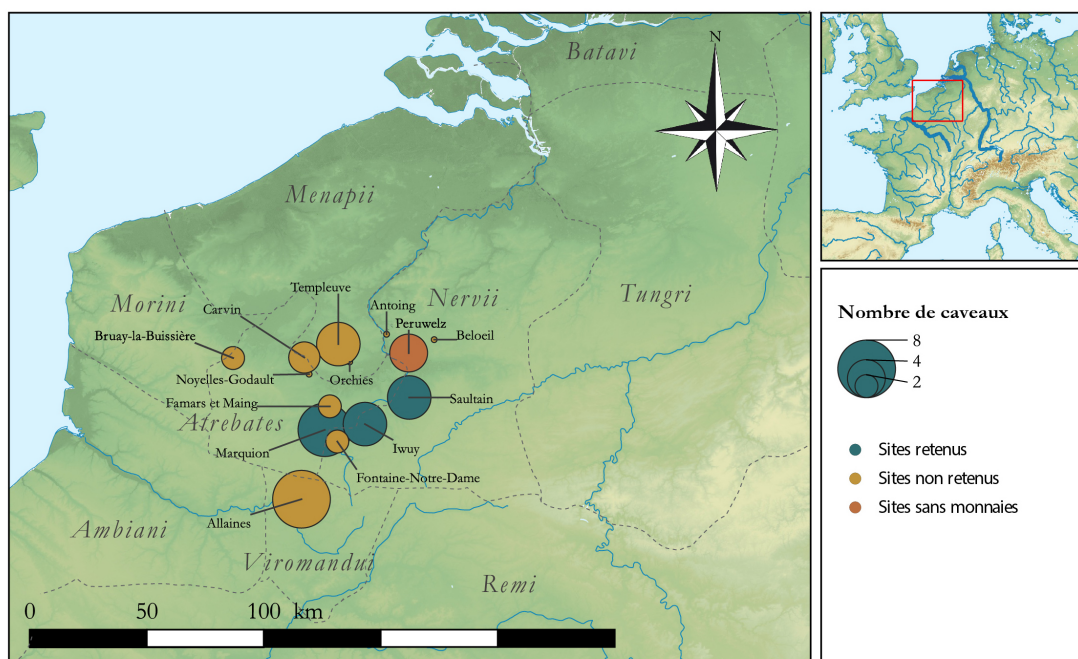 N
Batavi
Menapii
Templeuve
Antoing
Nervii
Tungri
Morini
Carvin
Peruwelz
Bruay-la-Buissière
Beloeil
Noyelles-Godault
Orchies
Famars et Maing
Saultain
Atrebates
Marquion
Iwuy
Fontaine-Notre-Dame
Allaines
Ambiani
Viromandui
Remi
0 50 100 km
Nombre de caveaux
8
4
2
Sites retenus
Sites non retenus
Sites sans monnaies